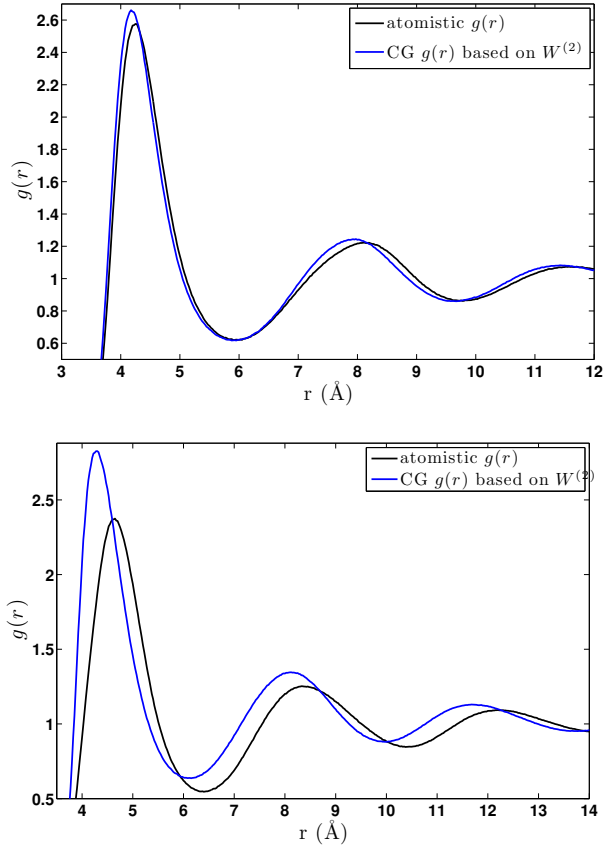 2.6
2.4
2.2
2
1.8
1.6
1.4
1.2
1
0.8
0.6
g(r)
atomistic g(r)
CG g(r) based on W⁽²⁾
3 4 5 6 7 8 9 10 11 12
r (Å)
2.5
2
1.5
1
0.5
g(r)
atomistic g(r)
CG g(r) based on W⁽²⁾
4 5 6 7 8 9 10 11 12 13 14
r (Å)